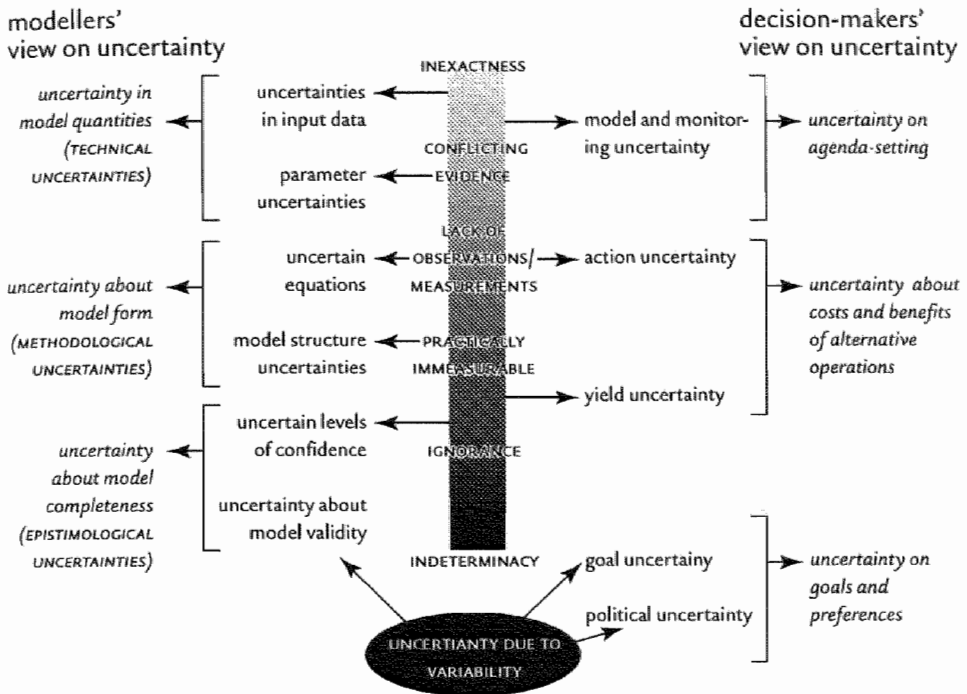 modellers'
view on uncertainty
decision-makers'
view on uncertainty
uncertainty in
model quantities
(TECHNICAL
UNCERTAINTIES)
uncertainty about
model form
(METHODOLOGICAL
UNCERTAINTIES)
uncertainty
about model
completeness
(EPISTIMOLOGICAL
UNCERTAINTIES)
uncertainties
in input data
parameter
uncertainties
uncertain
equations
model structure
uncertainties
uncertain levels
of confidence
uncertainty about
model validity
INEXACTNESS
CONFLICTING
EVIDENCE
LACK OF
OBSERVATIONS/
MEASUREMENTS
PRACTICALLY
IMMEASURABLE
IGNORANCE
INDETERMINACY
UNCERTIANTY DUE TO
VARIABILITY
model and monitor-
ing uncertainty
action uncertainty
yield uncertainty
goal uncertainy
political uncertainty
uncertainty on
agenda-setting
uncertainty about
costs and benefits
of alternative
operations
uncertainty on
goals and
preferences